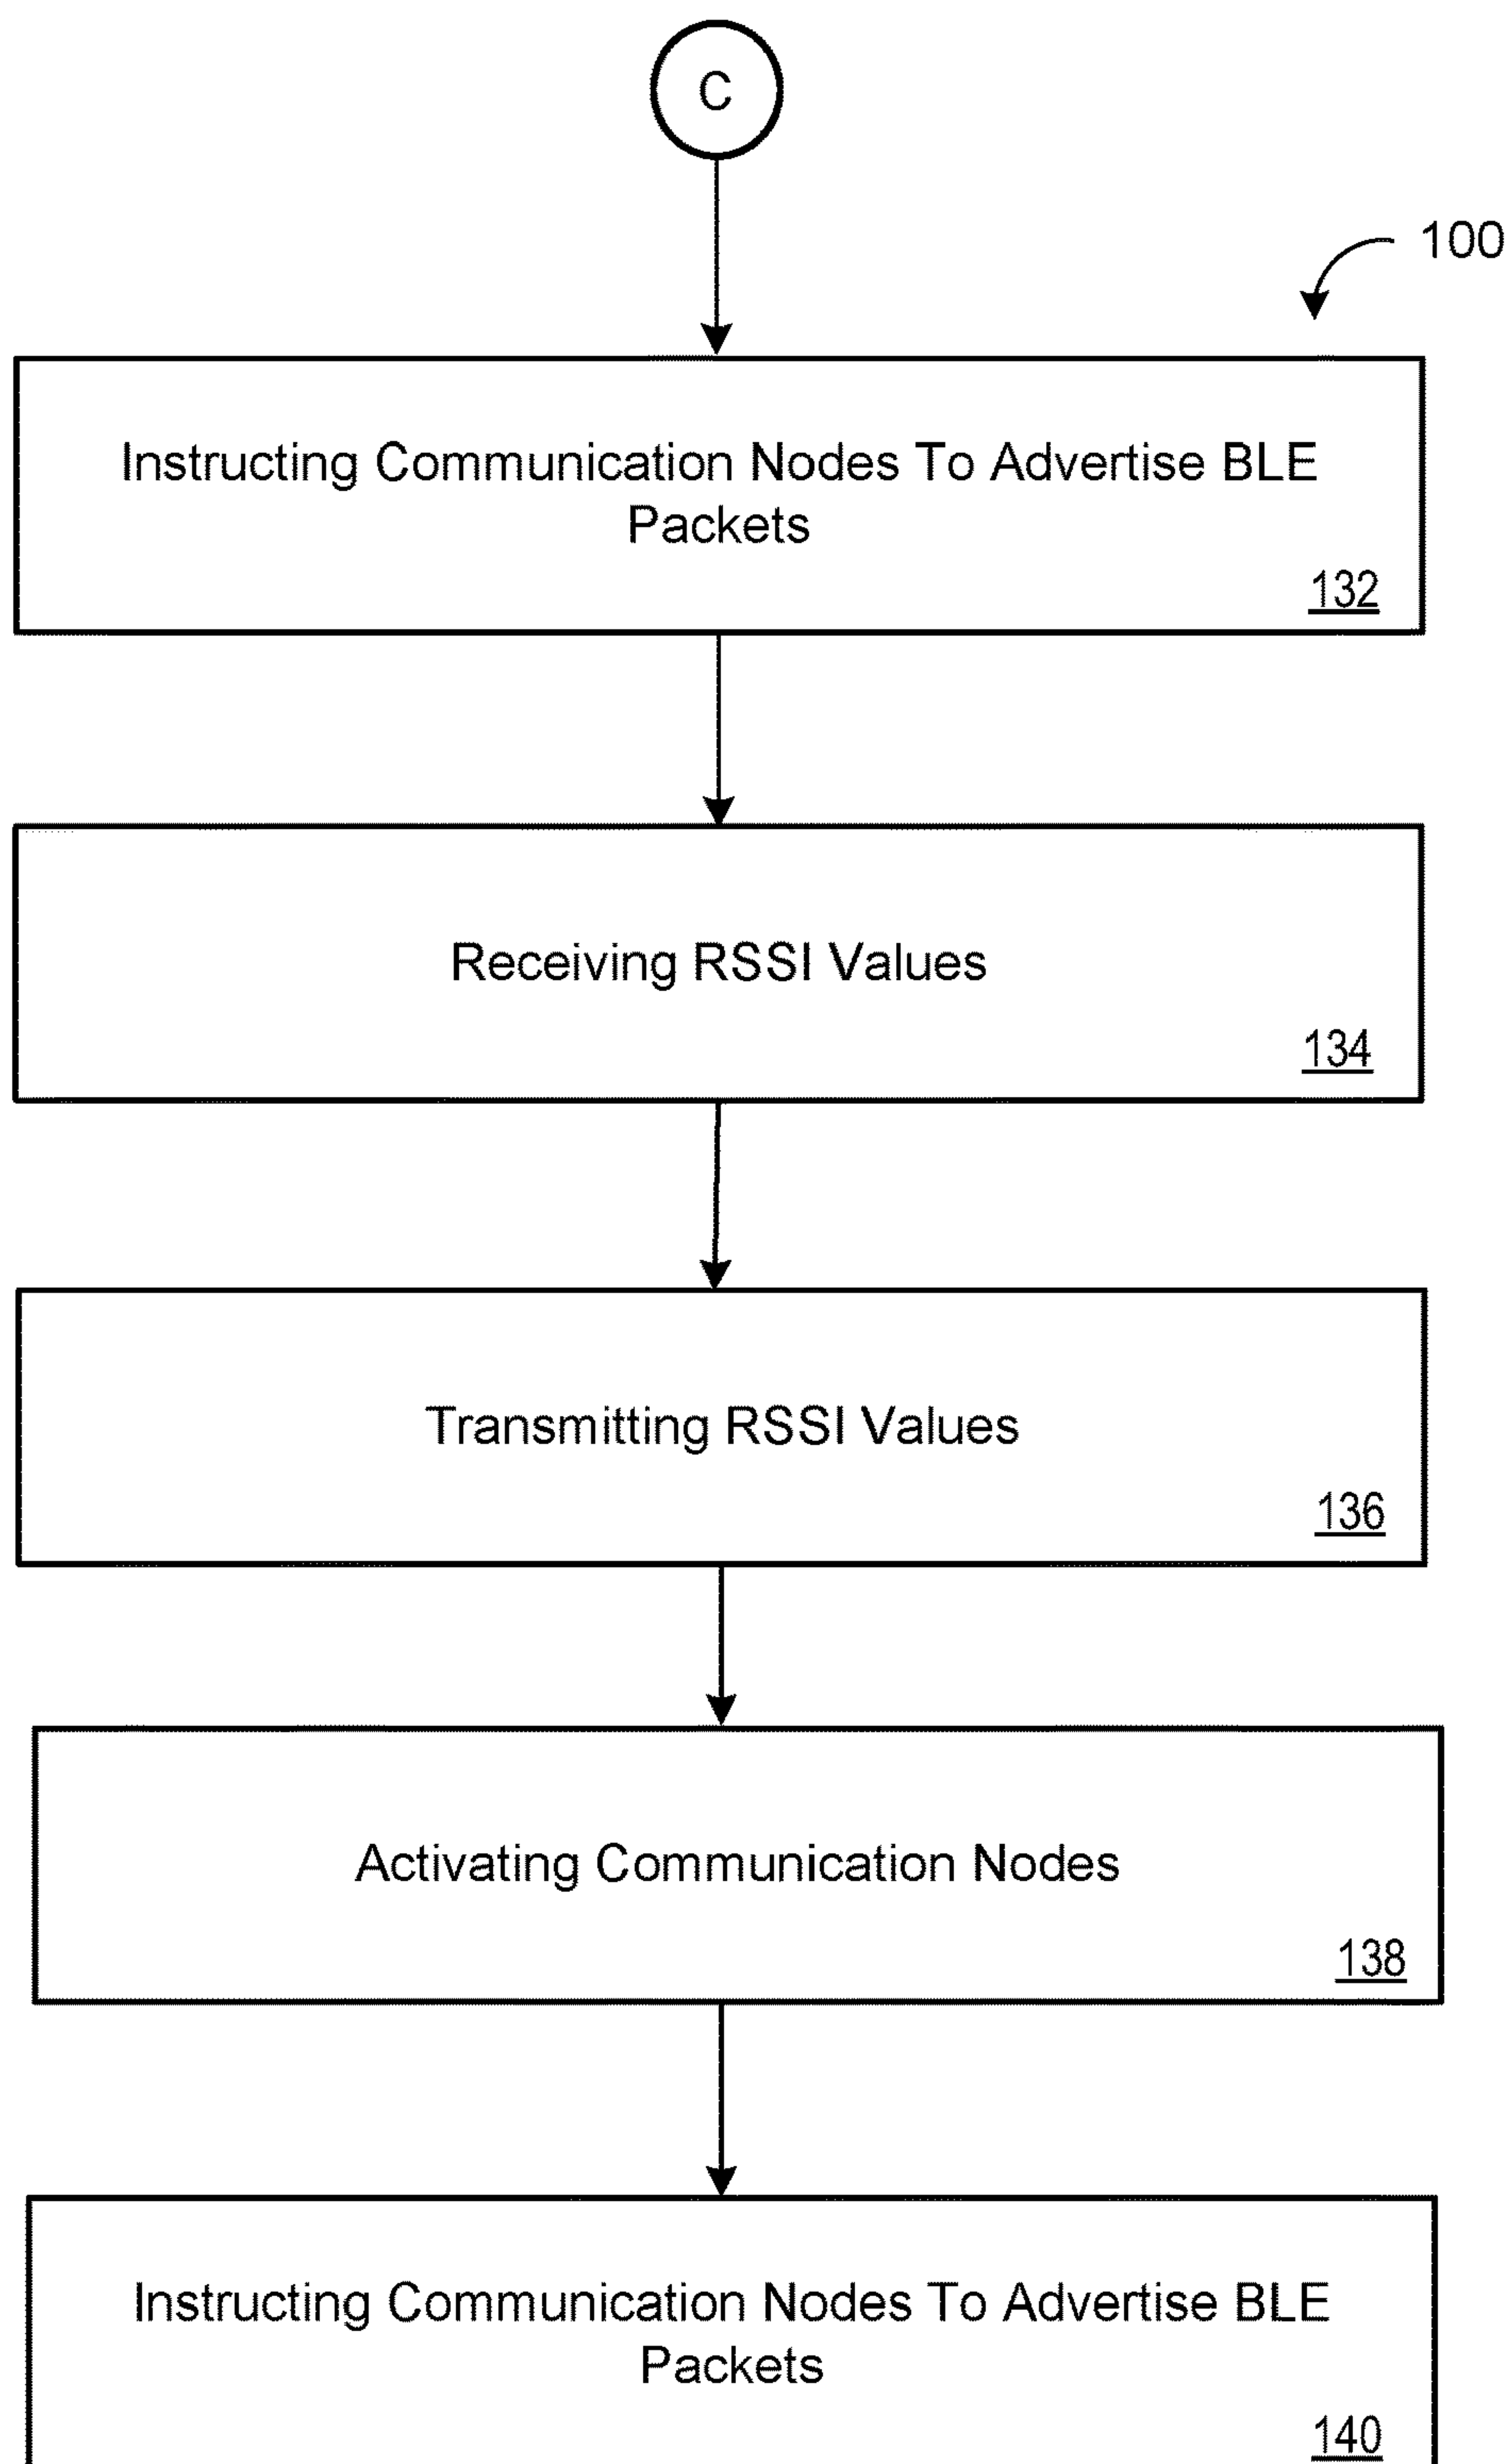 C
100
Instructing Communication Nodes To Advertise BLE
Packets
132
Receiving RSSI Values
134
Transmitting RSSI Values
136
Activating Communication Nodes
138
Instructing Communication Nodes To Advertise BLE
Packets
140